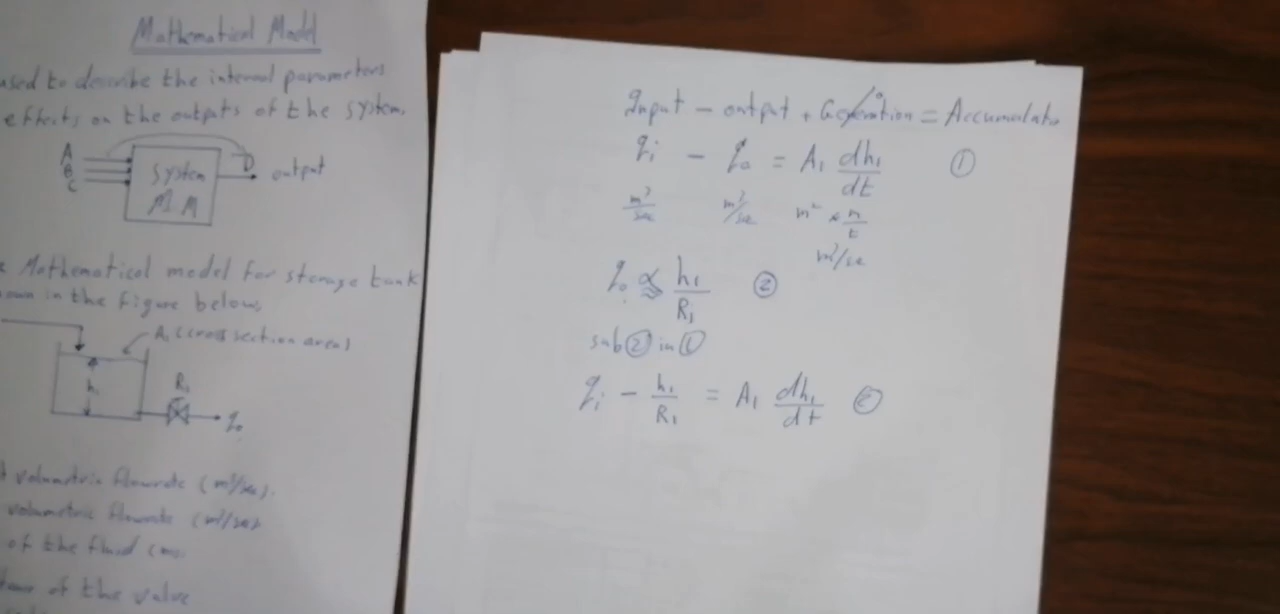 Mathematical Model
used to describe the internal parameters
effects on the outputs of the system.
A
B
C
system
M.M
output
Mathematical model for storage tank
in the figure below,
A₁ (cross section area)
h₁
R₁
q₀
volumetric flowrate (m³/sec).
volumetric flowrate (m³/sec)
of the fluid (m).
of the valve
Input - output + Generation⁰ = Accumulato
qᵢ - q₀ = A₁ dh₁/dt ①
m³/sec m³/sec m² × m/t
m³/sec
q₀ ∝ h₁/R₁ ②
sub ② in ①
qᵢ - h₁/R₁ = A₁ dh₁/dt